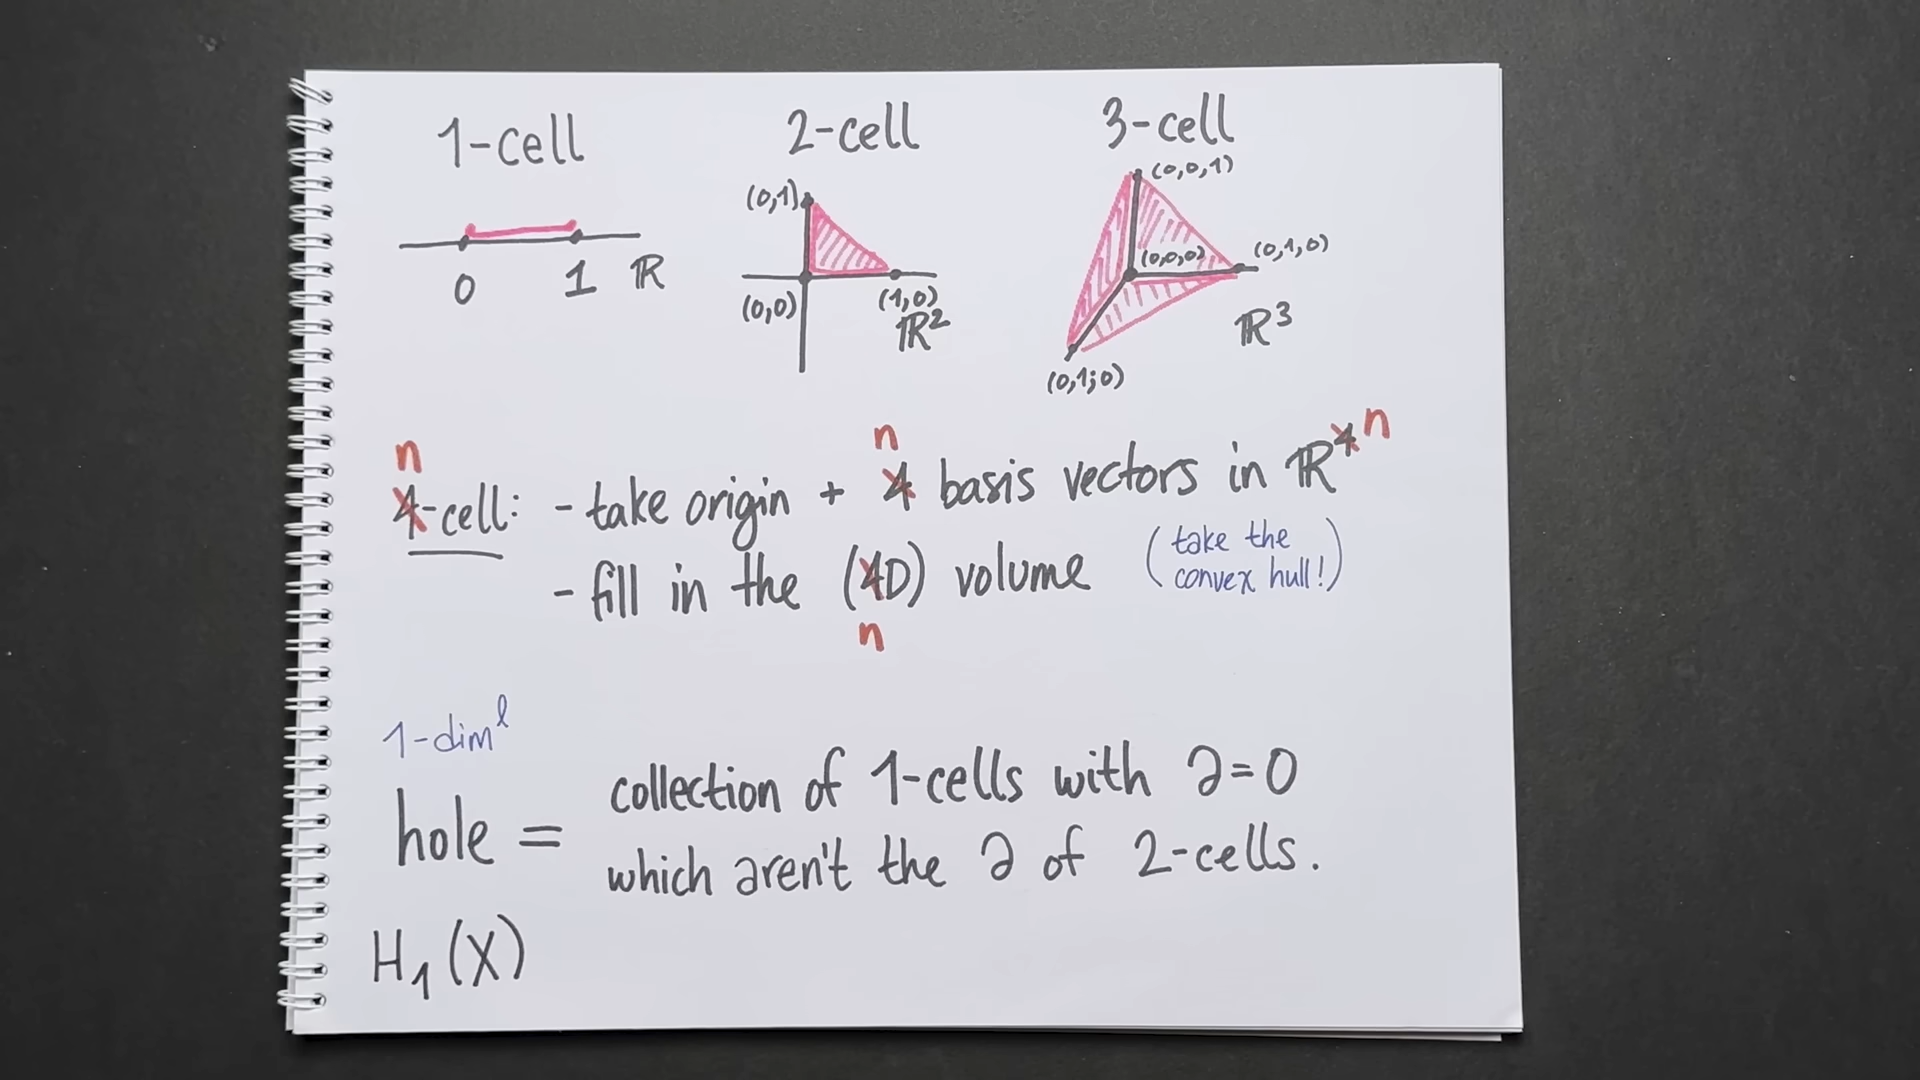 1-cell
0 1 ℝ
2-cell
(0,1)
(0,0) (1,0)
ℝ²
3-cell
(0,0,1)
(0,0,0) (0,1,0)
ℝ³
(0,1,0)
n n n
4-cell: - take origin + 4 basis vectors in ℝ⁴
- fill in the (4D) volume
n
(take the
convex hull!)
1-dimˡ
hole = collection of 1-cells with ∂=0
which aren't the ∂ of 2-cells.
H₁(X)